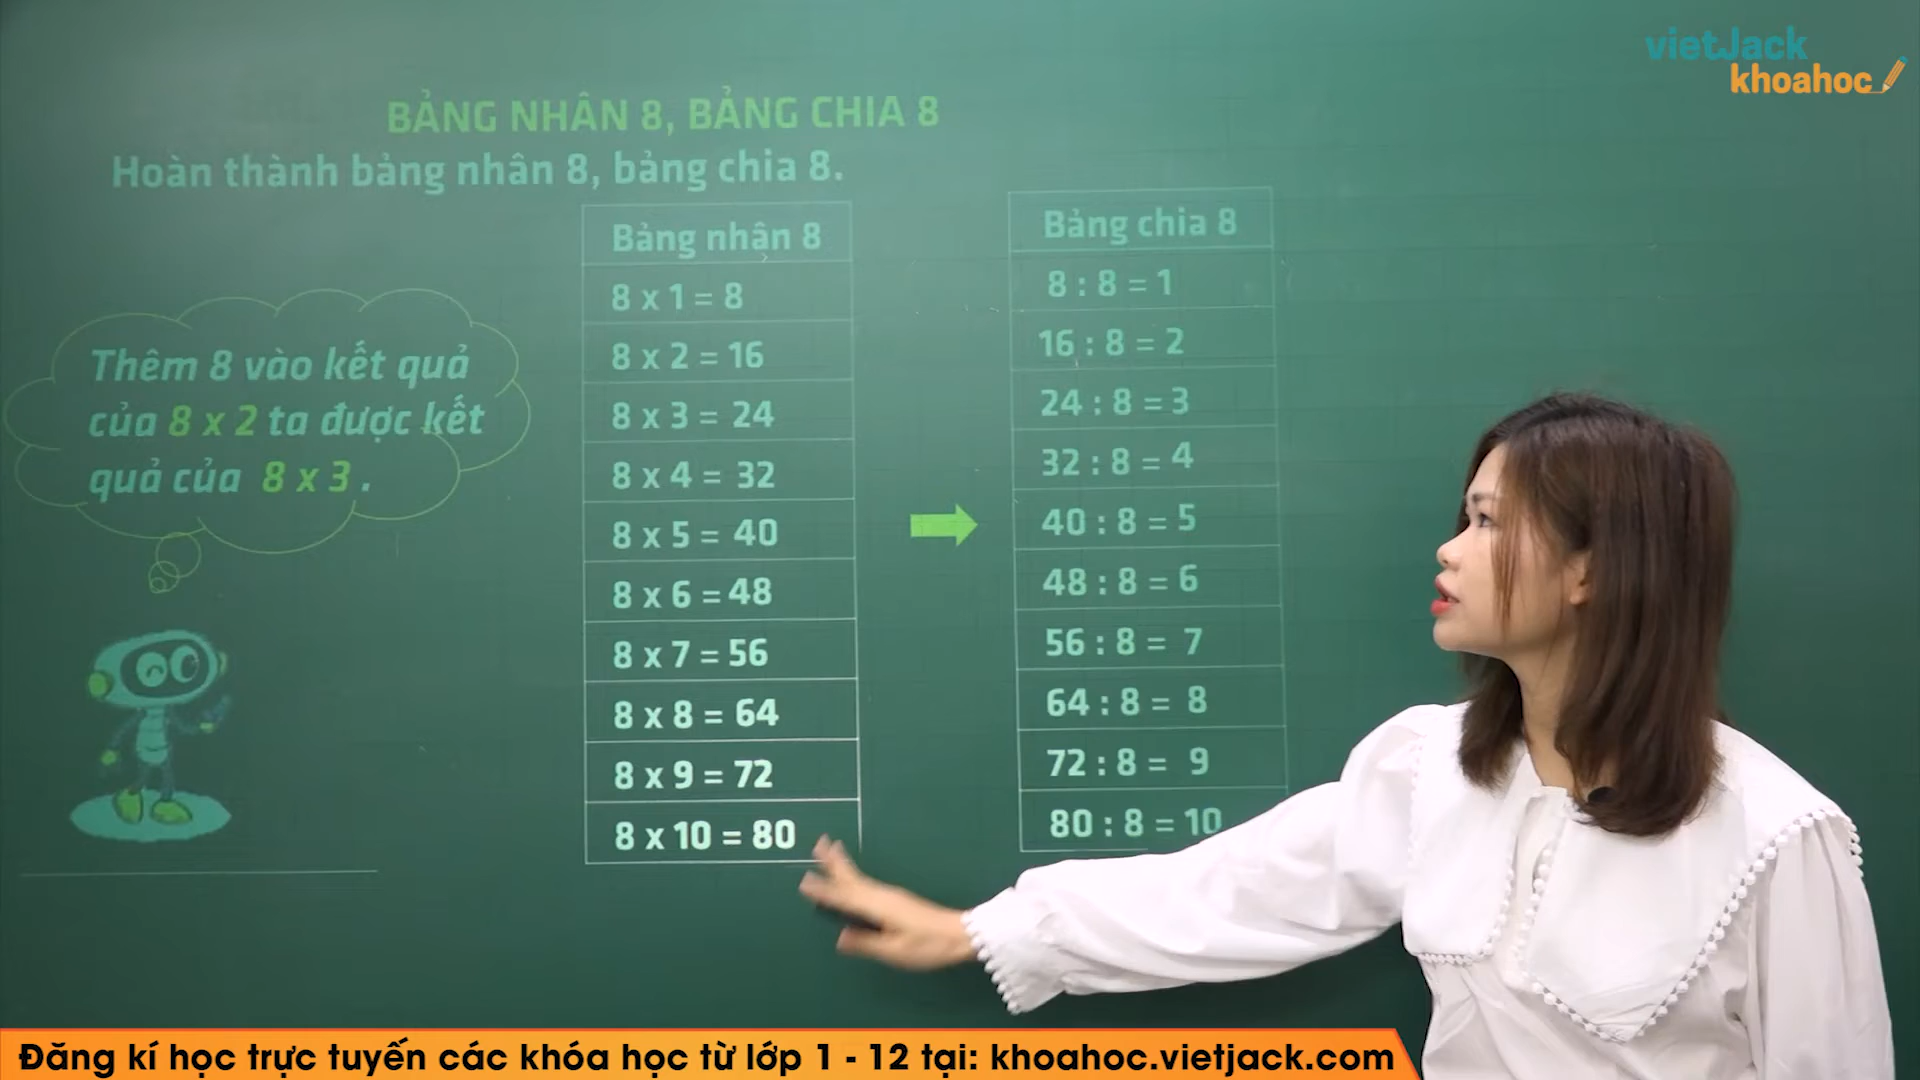 vietJack
khoahoc
BẢNG NHÂN 8, BẢNG CHIA 8
Hoàn thành bảng nhân 8, bảng chia 8.
Thêm 8 vào kết quả
của 8 x 2 ta được kết
quả của 8 x 3 .
Bảng nhân 8
8 x 1 = 8
8 x 2 = 16
8 x 3 = 24
8 x 4 = 32
8 x 5 = 40
8 x 6 = 48
8 x 7 = 56
8 x 8 = 64
8 x 9 = 72
8 x 10 = 80
Bảng chia 8
8 : 8 = 1
16 : 8 = 2
24 : 8 = 3
32 : 8 = 4
40 : 8 = 5
48 : 8 = 6
56 : 8 = 7
64 : 8 = 8
72 : 8 = 9
80 : 8 = 10
Đăng kí học trực tuyến các khóa học từ lớp 1 - 12 tại: khoahoc.vietjack.com